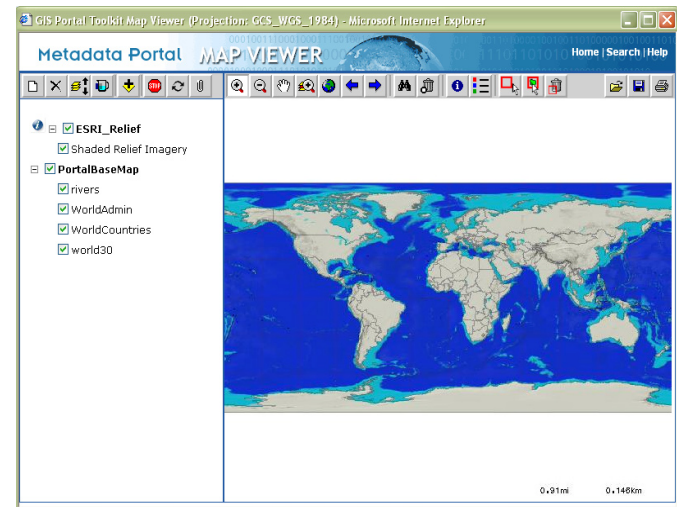 GIS Portal Toolkit Map Viewer (Projection: GCS_WGS_1984) - Microsoft Internet Explorer
Metadata Portal MAP VIEWER
Home | Search | Help
STOP
ESRI_Relief
Shaded Relief Imagery
PortalBaseMap
rivers
WorldAdmin
WorldCountries
world30
0.91mi 0.146km